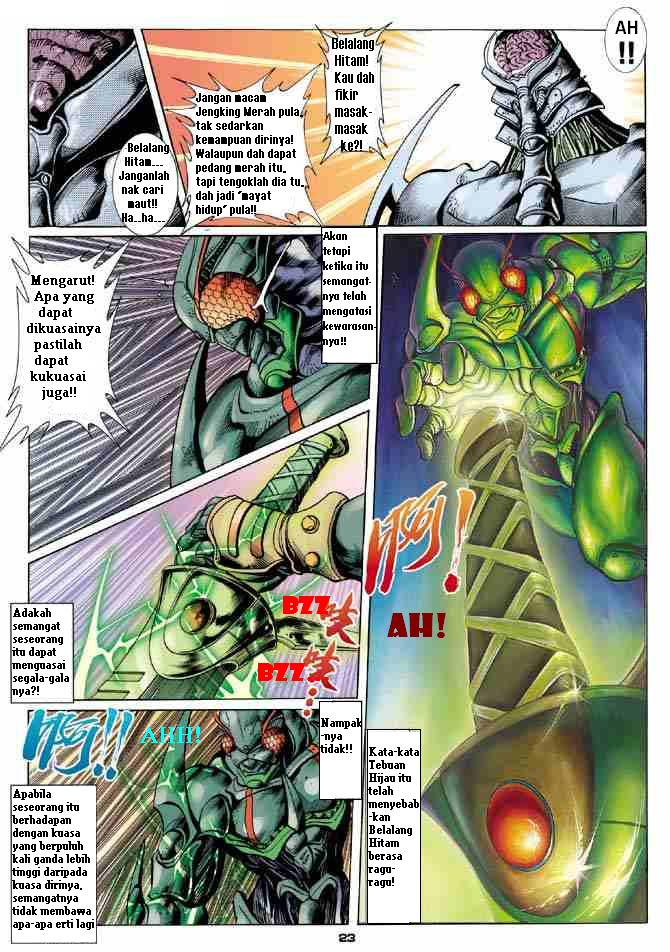 AH
!!
Belalang
Hitam!
Kau dah
fikir
masak-
masak
ke?!
Jangan macam
Jengking Merah pula,
tak sedarkan
kemampuan dirinya!
Walaupun dah dapat
pedang merah itu,
tapi tengoklah dia tu,
dah jadi "mayat
hidup" pula!!
Belalang
Hitam...
Janganlah
nak cari
maut!!
Ha...ha...
Akan
tetapi
ketika itu
semangat-
nya telah
mengatasi
kewarasan-
nya!!
Mengarut!
Apa yang
dapat
dikuasainya
pastilah
dapat
kukuasai
juga!!
啊!
AH!
Adakah
semangat
seseorang
itu dapat
menguasai
segala-gala
nya?!
BZZ
BZZ
Nampak
-nya
tidak!!
啊!!
AHH!
Apabila
seseorang itu
berhadapan
dengan kuasa
yang berpuluh
kali ganda lebih
tinggi daripada
kuasa dirinya,
semangatnya
tidak membawa
apa-apa erti lagi
Kata-kata
Tebuan
Hijau itu
telah
menyebab
-kan
Belalang
Hitam
berasa
ragu-
ragu!
23